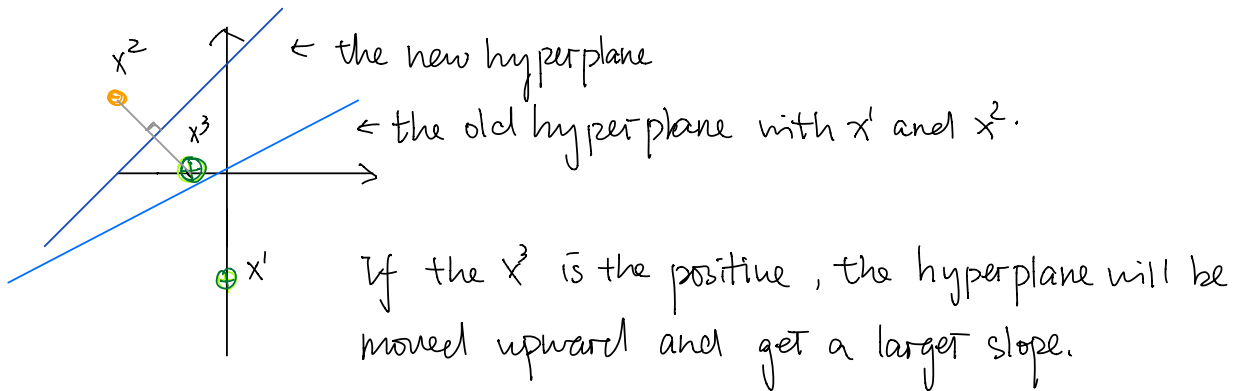 x²
← the new hyperplane
x³
← the old hyperplane with x¹ and x².
x¹
If the x³ is the positive, the hyperplane will be
moved upward and get a larger slope.